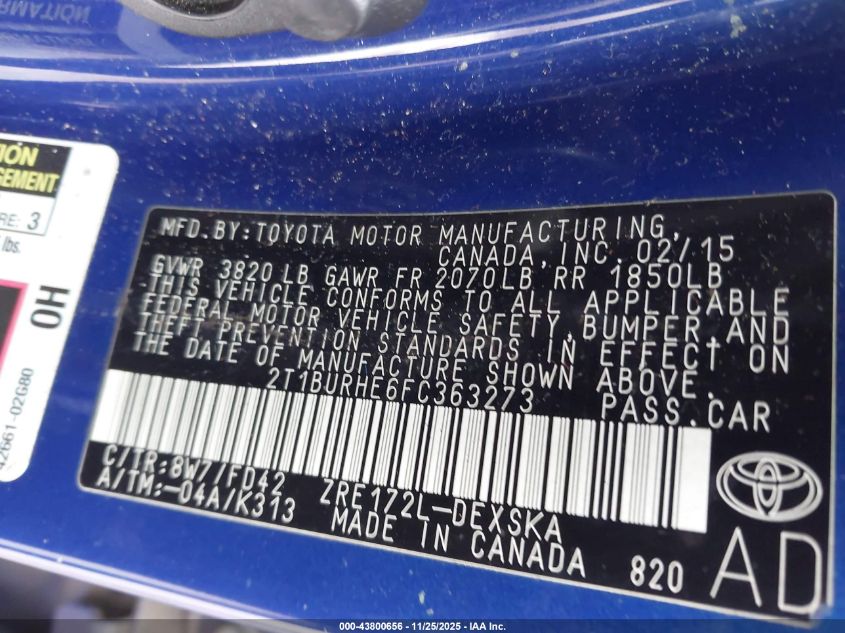 RMATION
ION
GEMENT
RE: 3
lbs.
OH
42661-02G80
MFD.BY:TOYOTA MOTOR MANUFACTURING,
CANADA, INC. 02/15
GVWR 3820LB GAWR FR 2070LB RR 1850LB
THIS VEHICLE CONFORMS TO ALL APPLICABLE
FEDERAL MOTOR VEHICLE SAFETY,BUMPER,AND
THEFT PREVENTION STANDARDS IN EFFECT ON
THE DATE OF MANUFACTURE SHOWN ABOVE.
2T1BURHE6FC363273 PASS.CAR
C/TR:8W7/FD42 ZRE172L-DEXSKA
A/TM:-04A/K313 MADE IN CANADA 820
AD
000-43800656 - 11/25/2025 - IAA Inc.